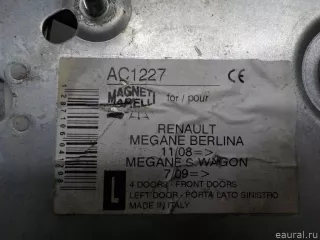 AC1227
CE
MAGNETI
MARELLI
for / pour
RENAULT
MEGANE BERLINA
11/08 =>
MEGANE S.WAGON
7/09 =>
L
4 DOORS - FRONT DOORS
LEFT DOOR - PORTA LATO SINISTRO
MADE IN ITALY
eaural.ru